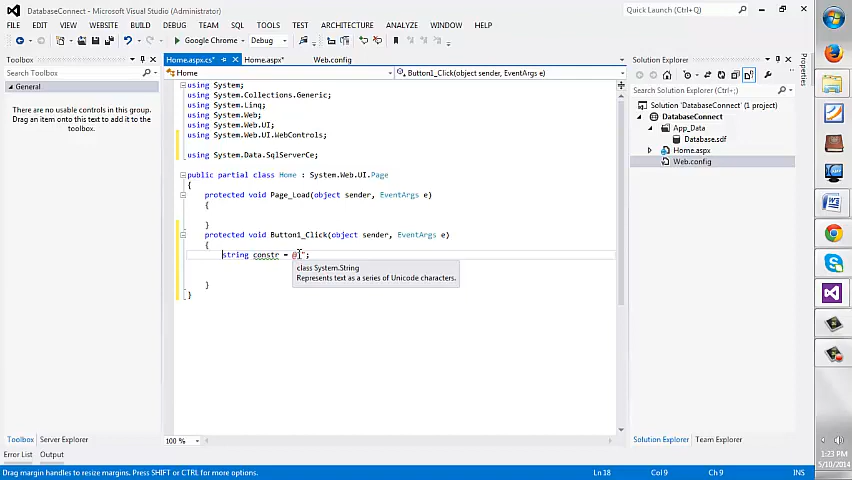 DatabaseConnect - Microsoft Visual Studio (Administrator)
Quick Launch (Ctrl+Q)
FILE EDIT VIEW WEBSITE BUILD DEBUG TEAM SQL TOOLS TEST ARCHITECTURE ANALYZE WINDOW HELP
Google Chrome Debug
Toolbox
Search Toolbox
General
There are no usable controls in this group.
Drag an item onto this text to add it to the
toolbox.
Home.aspx.cs* Home.aspx* Web.config
Home Button1_Click(object sender, EventArgs e)
using System;
using System.Collections.Generic;
using System.Linq;
using System.Web;
using System.Web.UI;
using System.Web.UI.WebControls;
using System.Data.SqlServerCe;
public partial class Home : System.Web.UI.Page
{
protected void Page_Load(object sender, EventArgs e)
{
}
protected void Button1_Click(object sender, EventArgs e)
{
string constr = @"";
class System.String
Represents text as a series of Unicode characters.
}
}
100 %
Solution Explorer
Search Solution Explorer (Ctrl+;)
Solution 'DatabaseConnect' (1 project)
DatabaseConnect
App_Data
Database.sdf
Home.aspx
Web.config
Properties
Toolbox Server Explorer
Solution Explorer Team Explorer
Error List Output
Drag margins to resize margins. Press SHIFT or CTRL for more options.
Ln 18 Col 9 Ch 9 INS
1:23 PM
5/10/2014